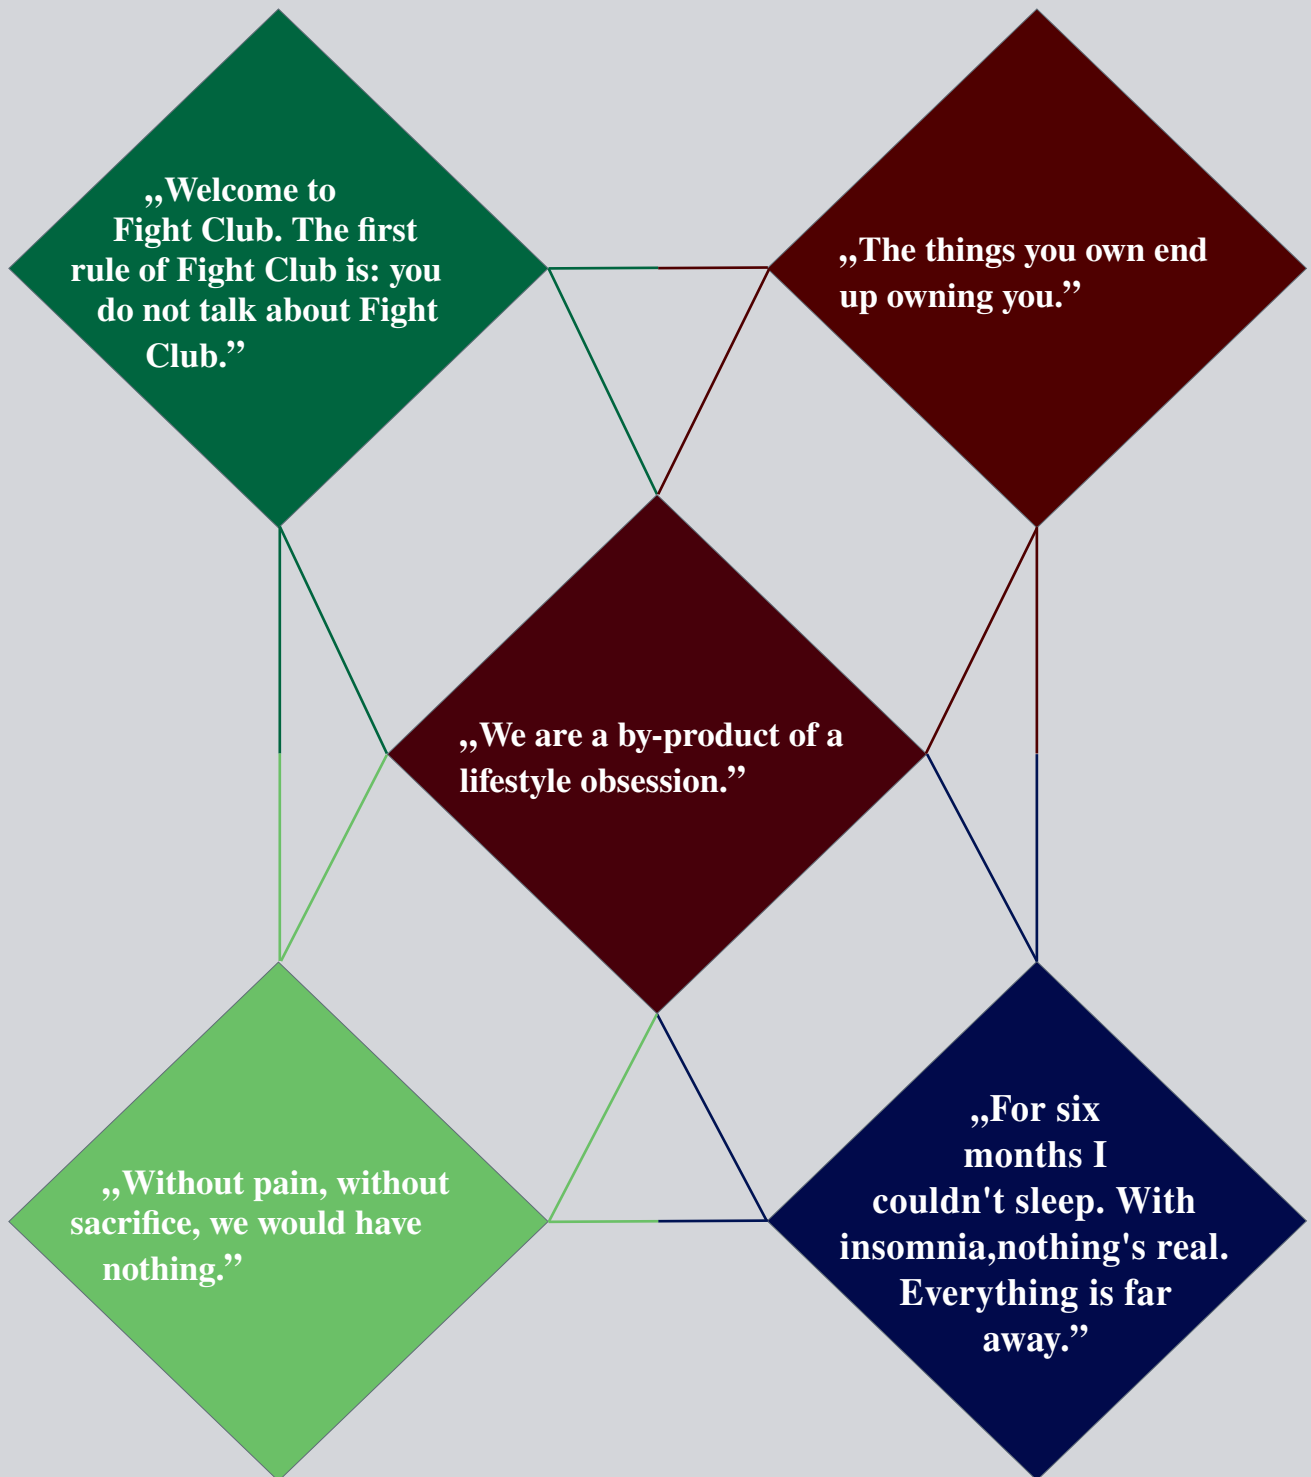 „Welcome to
Fight Club. The first
rule of Fight Club is: you
do not talk about Fight
Club.”
„The things you own end
up owning you.”
„We are a by-product of a
lifestyle obsession.”
„Without pain, without
sacrifice, we would have
nothing.”
„For six
months I
couldn't sleep. With
insomnia,nothing's real.
Everything is far
away.”